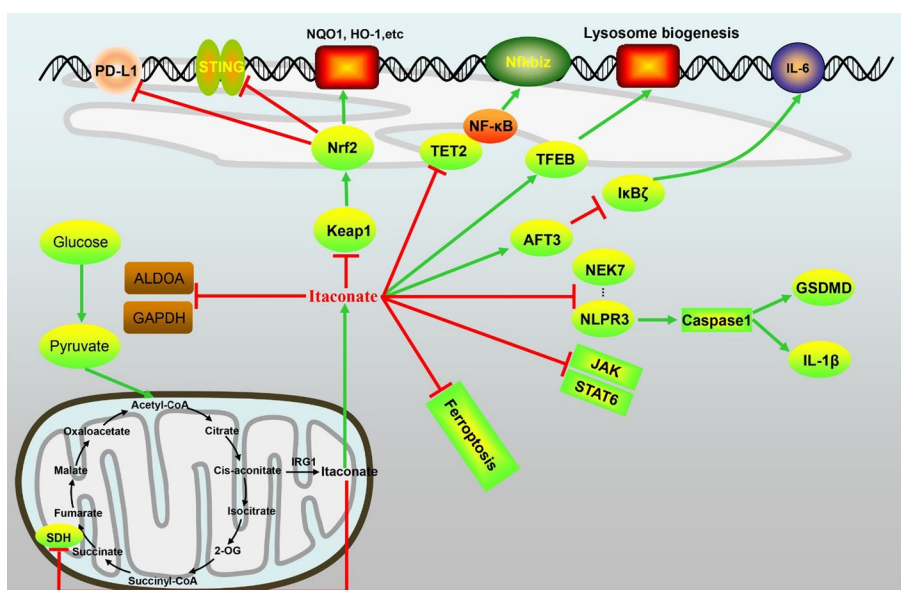 NQO1, HO-1,etc
Lysosome biogenesis
PD-L1
STING
Nfkbiz
IL-6
NF-κB
Nrf2
TET2
TFEB
IκBζ
Keap1
AFT3
Glucose
ALDOA
NEK7
GSDMD
Itaconate
GAPDH
NLPR3
Caspase1
Pyruvate
IL-1β
JAK
STAT6
Ferroptosis
Acetyl-CoA
Oxaloacetate
Citrate
IRG1
Malate
Cis-aconitate
Itaconate
Fumarate
Isocitrate
SDH
Succinate
2-OG
Succinyl-CoA